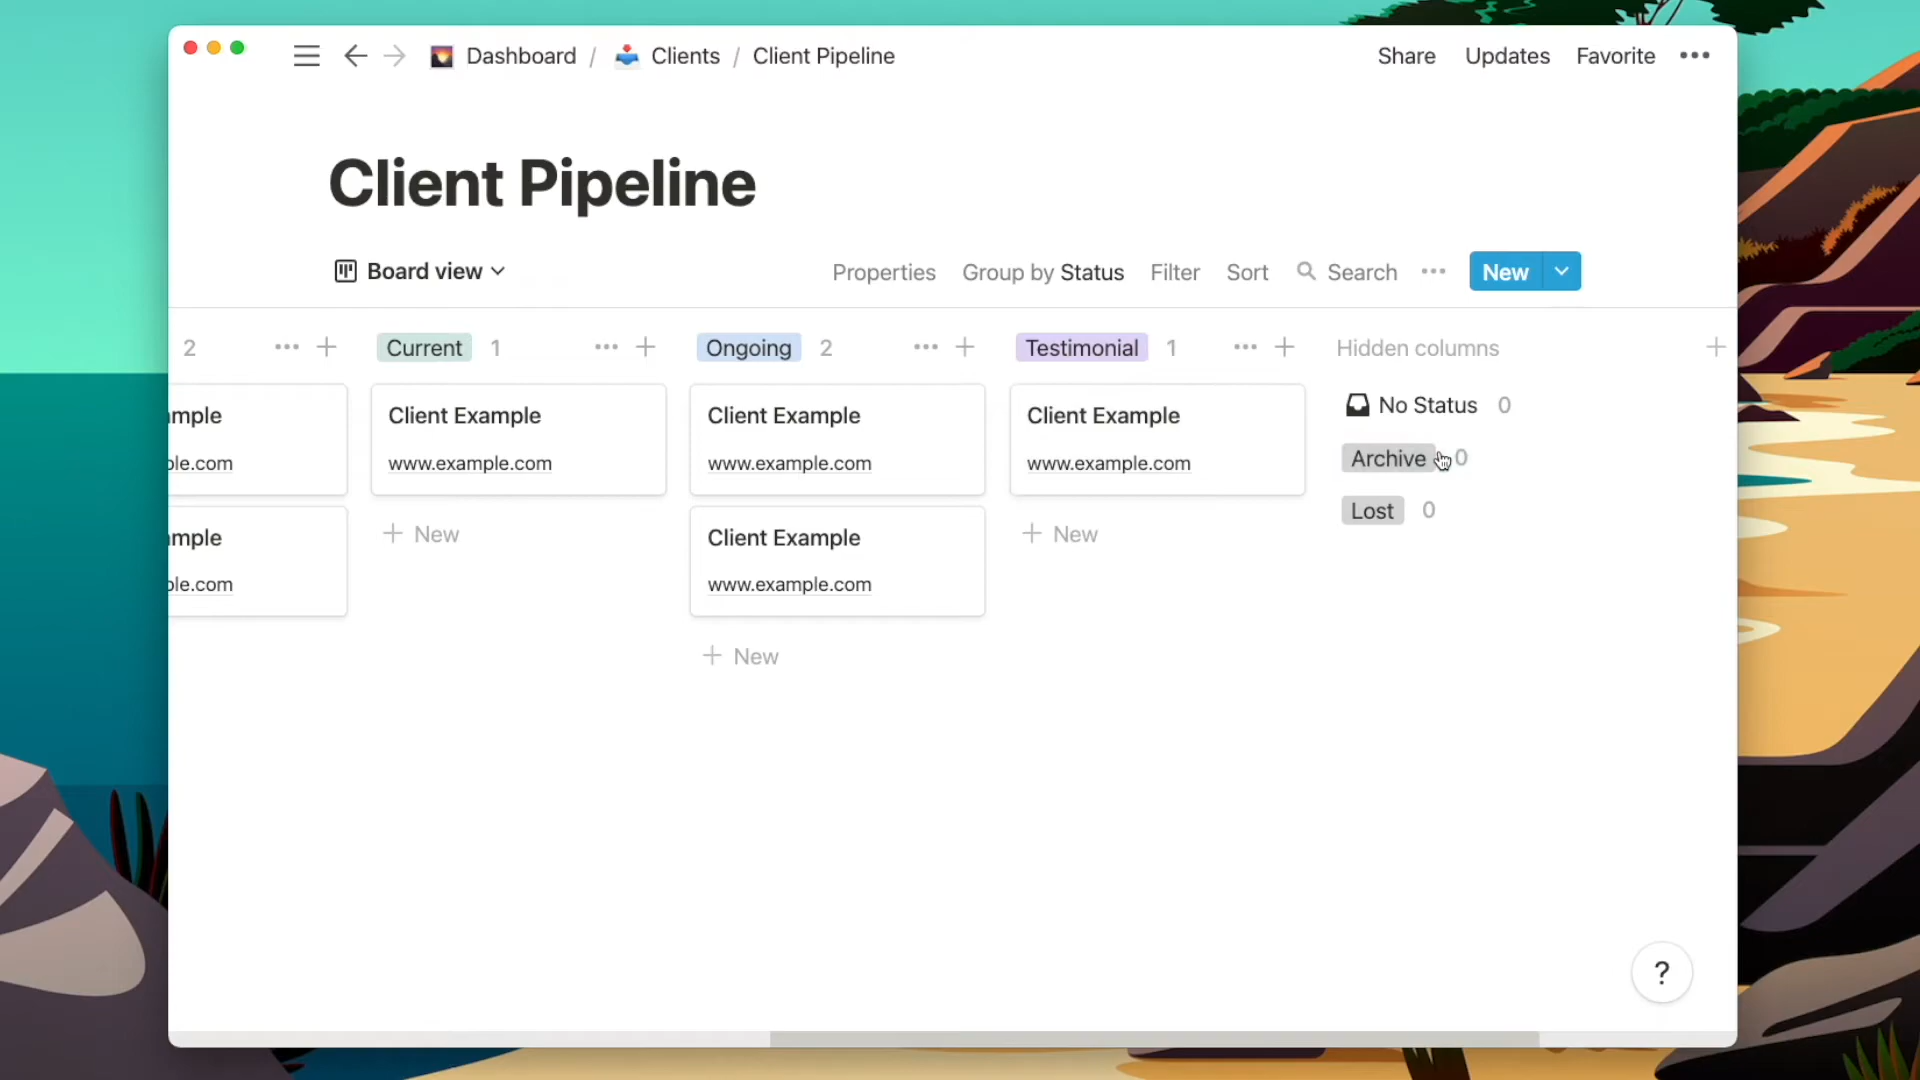 Dashboard / Clients / Client Pipeline
Share Updates Favorite
Client Pipeline
Board view
Properties Group by Status Filter Sort Search New
2 Current 1 Ongoing 2 Testimonial 1 Hidden columns
mple Client Example Client Example Client Example
No Status 0
ole.com www.example.com www.example.com www.example.com
Archive 0
Lost 0
mple New Client Example New
ole.com www.example.com
New
?